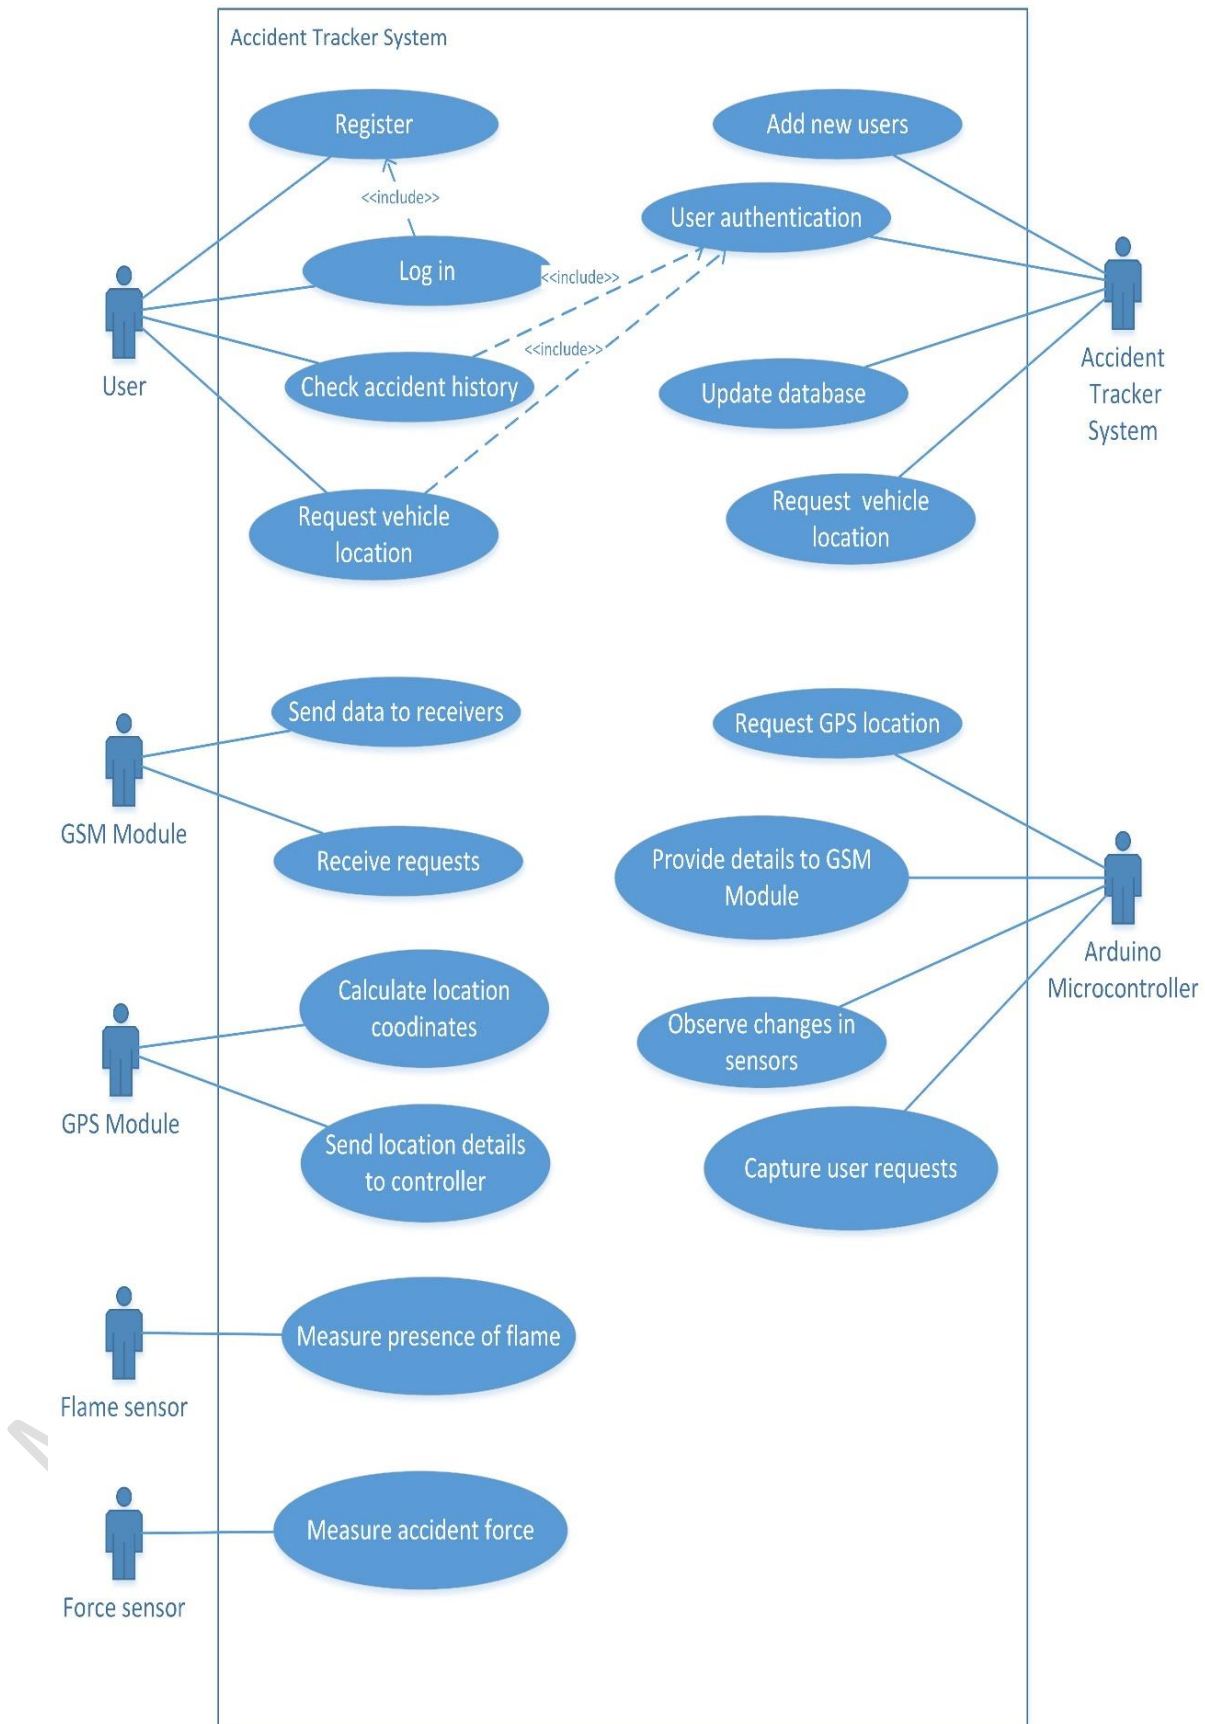 Accident Tracker System
Register
Add new users
<<include>>
User authentication
Log in
<<include>>
<<include>>
User
Check accident history
Update database
Accident
Tracker
System
Request vehicle
location
Request vehicle
location
Send data to receivers
Request GPS location
GSM Module
Receive requests
Provide details to GSM
Module
Arduino
Microcontroller
Calculate location
coodinates
Observe changes in
sensors
GPS Module
Send location details
to controller
Capture user requests
Measure presence of flame
Flame sensor
Measure accident force
Force sensor